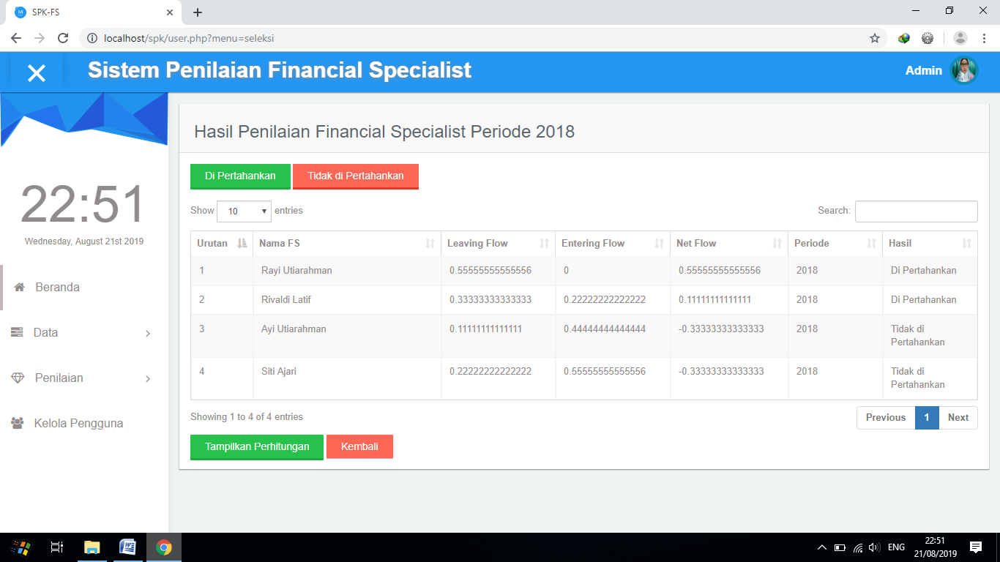 SPK-FS
localhost/spk/user.php?menu=seleksi
Sistem Penilaian Financial Specialist
Admin
22:51
Wednesday, August 21st 2019
Beranda
Data
Penilaian
Kelola Pengguna
Hasil Penilaian Financial Specialist Periode 2018
Di Pertahankan Tidak di Pertahankan
Show 10 entries Search:
Urutan Nama FS Leaving Flow Entering Flow Net Flow Periode Hasil
1 Rayi Utiarahman 0.55555555555556 0 0.55555555555556 2018 Di Pertahankan
2 Rivaldi Latif 0.33333333333333 0.22222222222222 0.11111111111111 2018 Di Pertahankan
3 Ayi Utiarahman 0.11111111111111 0.44444444444444 -0.33333333333333 2018 Tidak di
Pertahankan
4 Siti Ajari 0.22222222222222 0.55555555555556 -0.33333333333333 2018 Tidak di
Pertahankan
Showing 1 to 4 of 4 entries Previous 1 Next
Tampilkan Perhitungan Kembali
ENG
22:51
21/08/2019